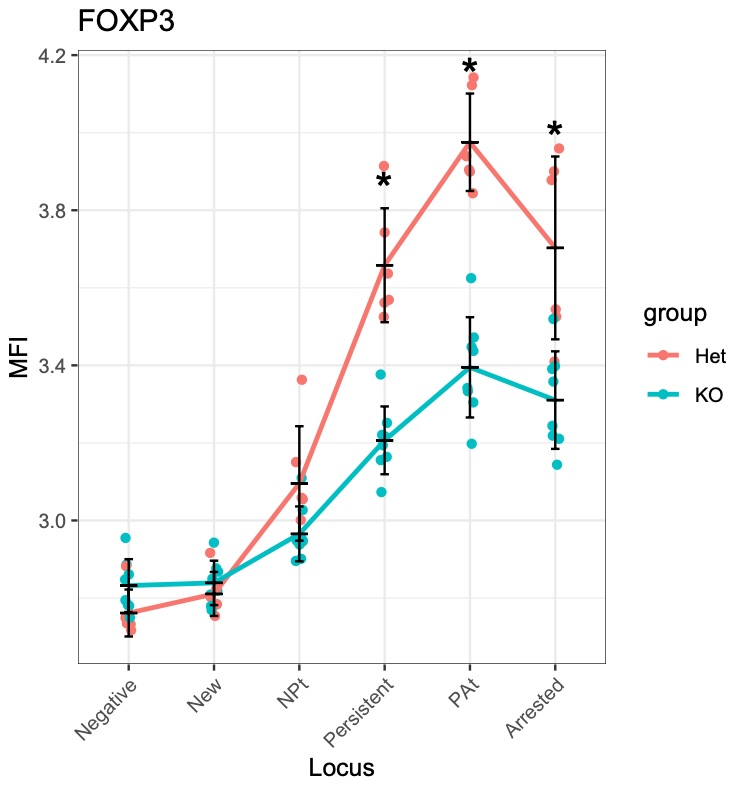 FOXP3
4.2
3.8
3.4
3.0
MFI
*
*
*
Negative
New
NPt
Persistent
PAt
Arrested
Locus
group
Het
KO